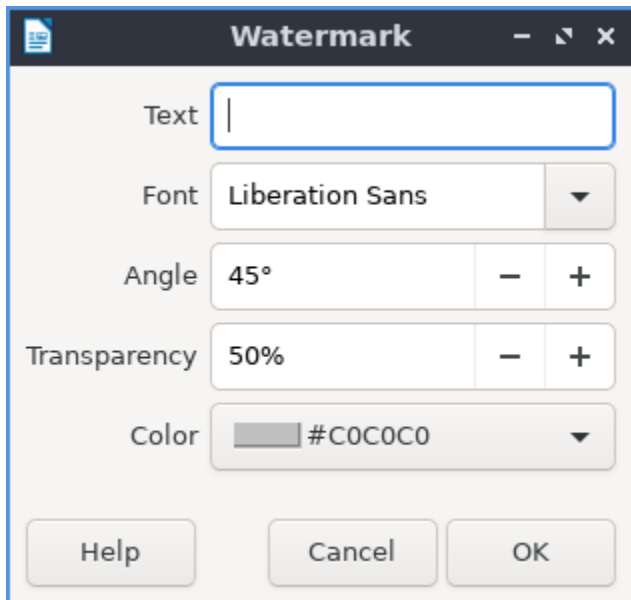 Watermark
Text
Font Liberation Sans
Angle 45°
Transparency 50%
Color #C0C0C0
Help Cancel OK